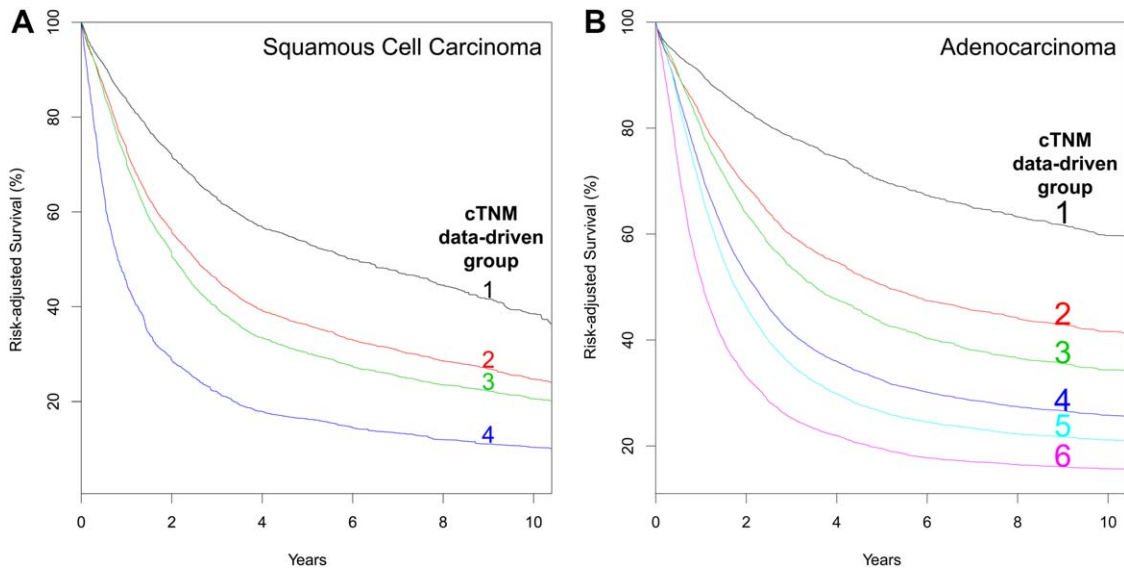 A
Squamous Cell Carcinoma
Risk-adjusted Survival (%)
100
80
60
40
20
cTNM
data-driven
group
1
2
3
4
0 2 4 6 8 10
Years
B
Adenocarcinoma
Risk-adjusted Survival (%)
100
80
60
40
20
cTNM
data-driven
group
1
2
3
4
5
6
0 2 4 6 8 10
Years